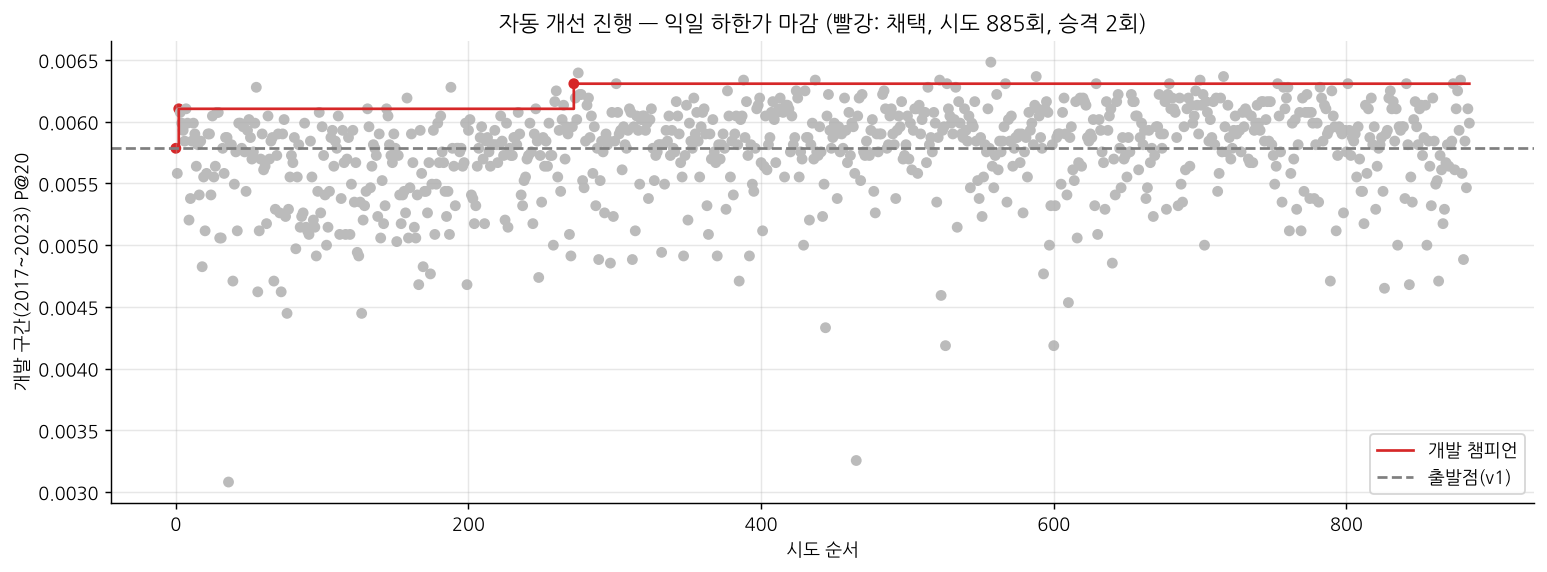 자동 개선 진행 — 익일 하한가 마감 (빨강: 채택, 시도 885회, 승격 2회)
개발 구간(2017~2023) P@20
0.0065
0.0060
0.0055
0.0050
0.0045
0.0040
0.0035
0.0030
개발 챔피언
출발점(v1)
0
200
400
600
800
시도 순서